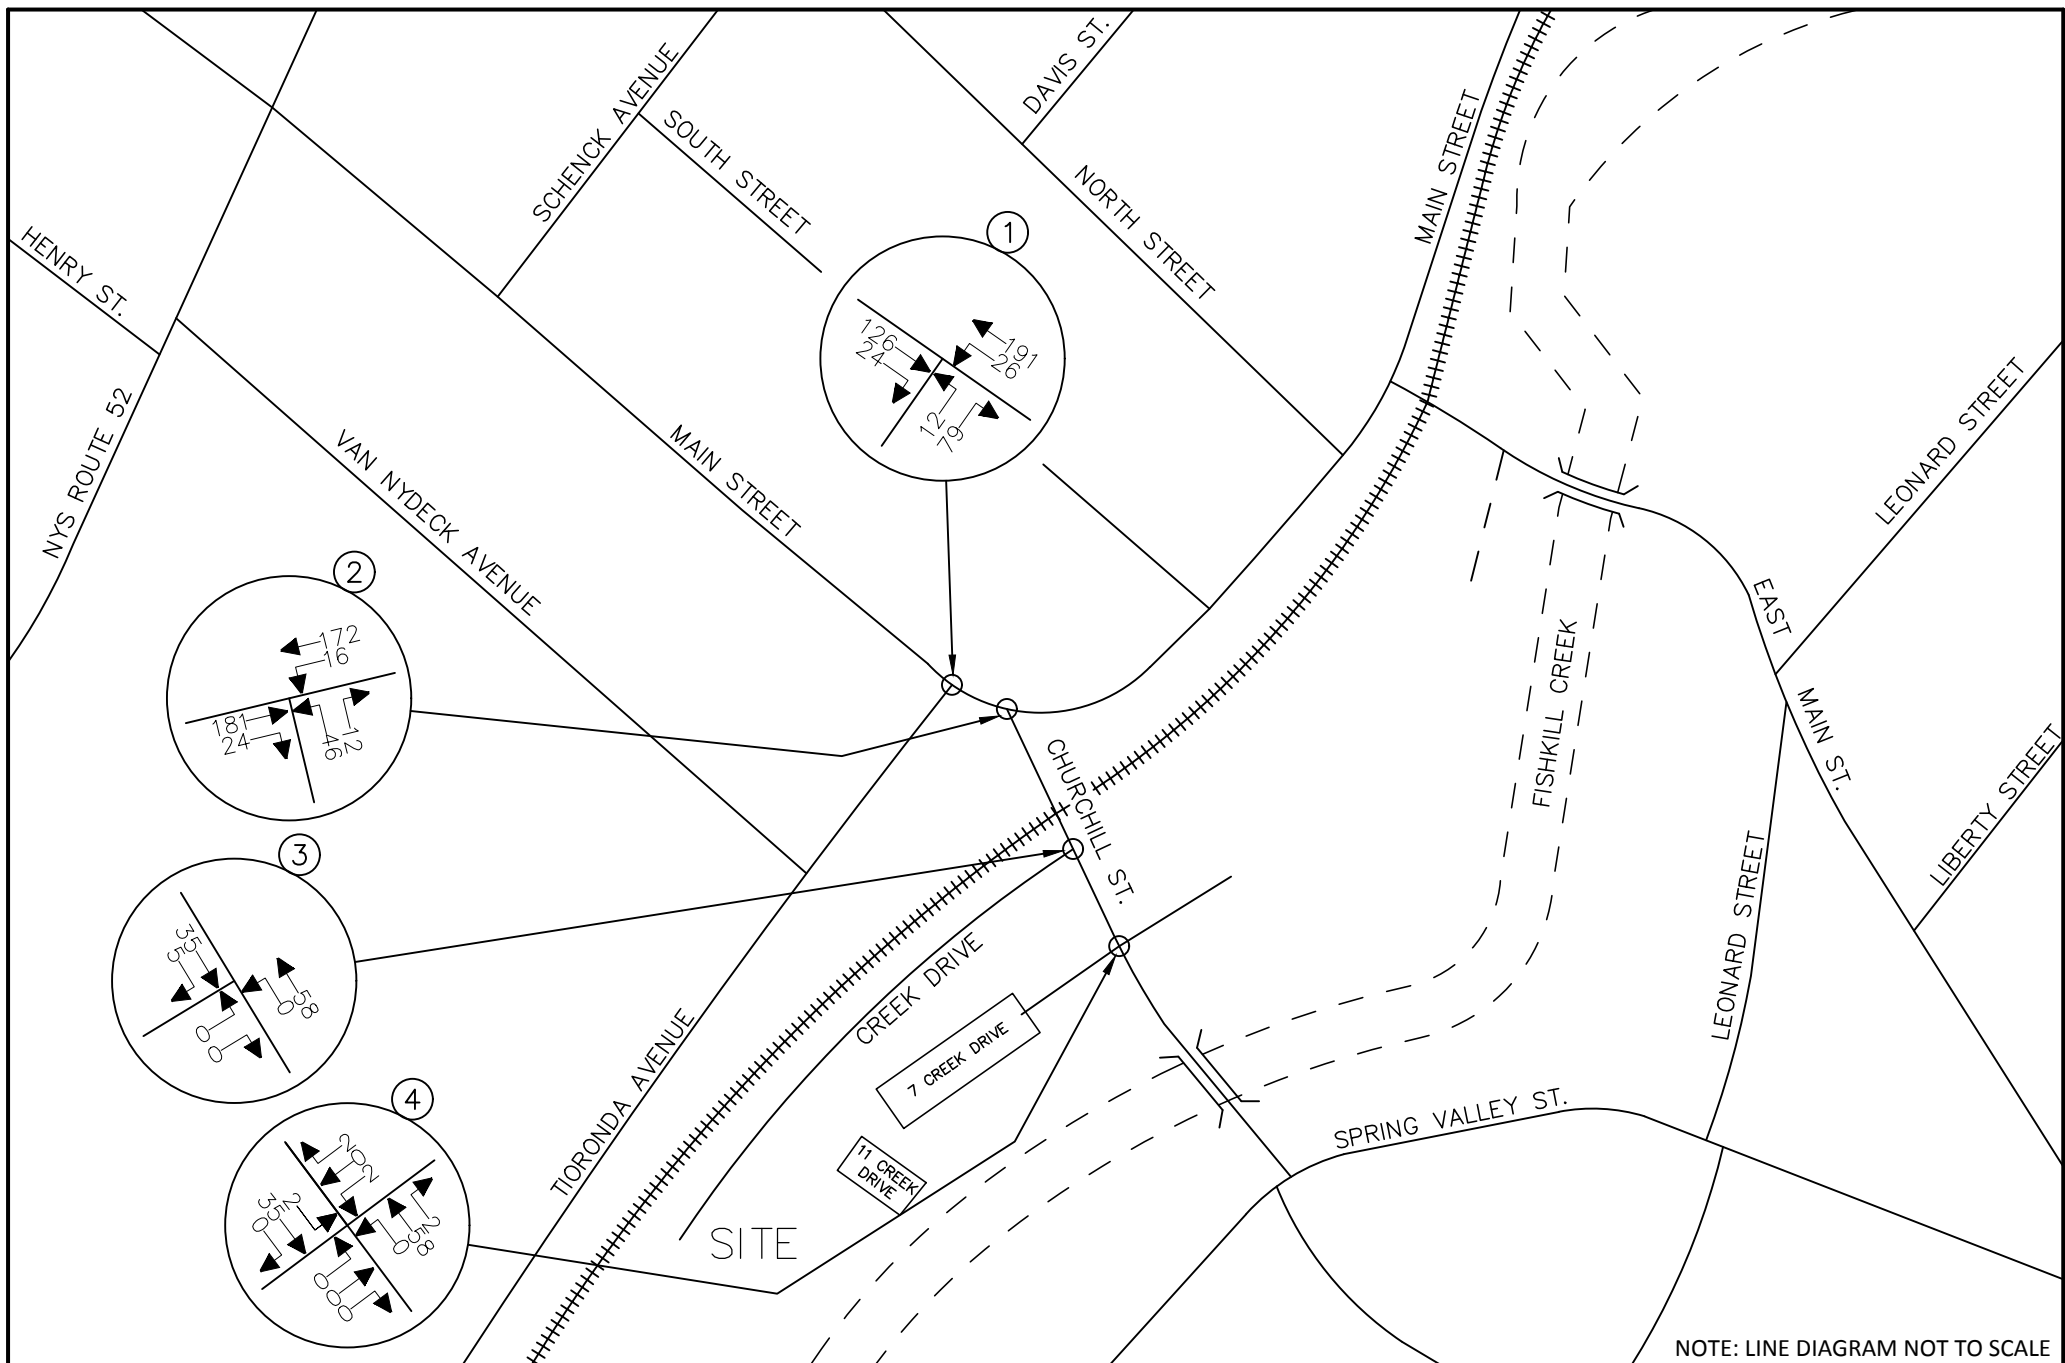 DAVIS ST.
SCHENCK AVENUE
SOUTH STREET
MAIN STREET
NORTH STREET
HENRY ST.
1
126
24
191
26
12
79
NYS ROUTE 52
VAN NYDECK AVENUE
MAIN STREET
LEONARD STREET
2
172
16
181
24
46
12
EAST
MAIN ST.
FISHKILL CREEK
LIBERTY STREET
CHURCHILL ST.
3
35
5
58
0
0
0
CREEK DRIVE
LEONARD STREET
7 CREEK DRIVE
TIORONDA AVENUE
SPRING VALLEY ST.
4
2
0
2
2
35
0
2
58
0
0
0
0
11 CREEK
DRIVE
SITE
NOTE: LINE DIAGRAM NOT TO SCALE